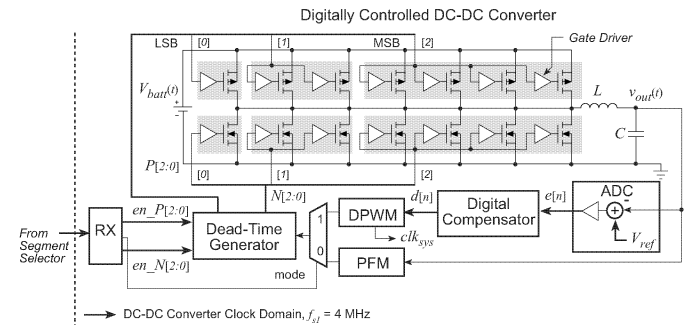 Digitally Controlled DC-DC Converter
LSB [0] [1] MSB [2] Gate Driver
V_batt(t)
+
-
L v_out(t)
C
P[2:0] [0] [1] [2]
N[2:0]
From Segment Selector
RX
en_P[2:0]
en_N[2:0]
Dead-Time Generator
mode
1
0
DPWM
clk_sys
PFM
d[n]
Digital Compensator
e[n]
ADC
-
+
V_ref
DC-DC Converter Clock Domain, f_s1 = 4 MHz